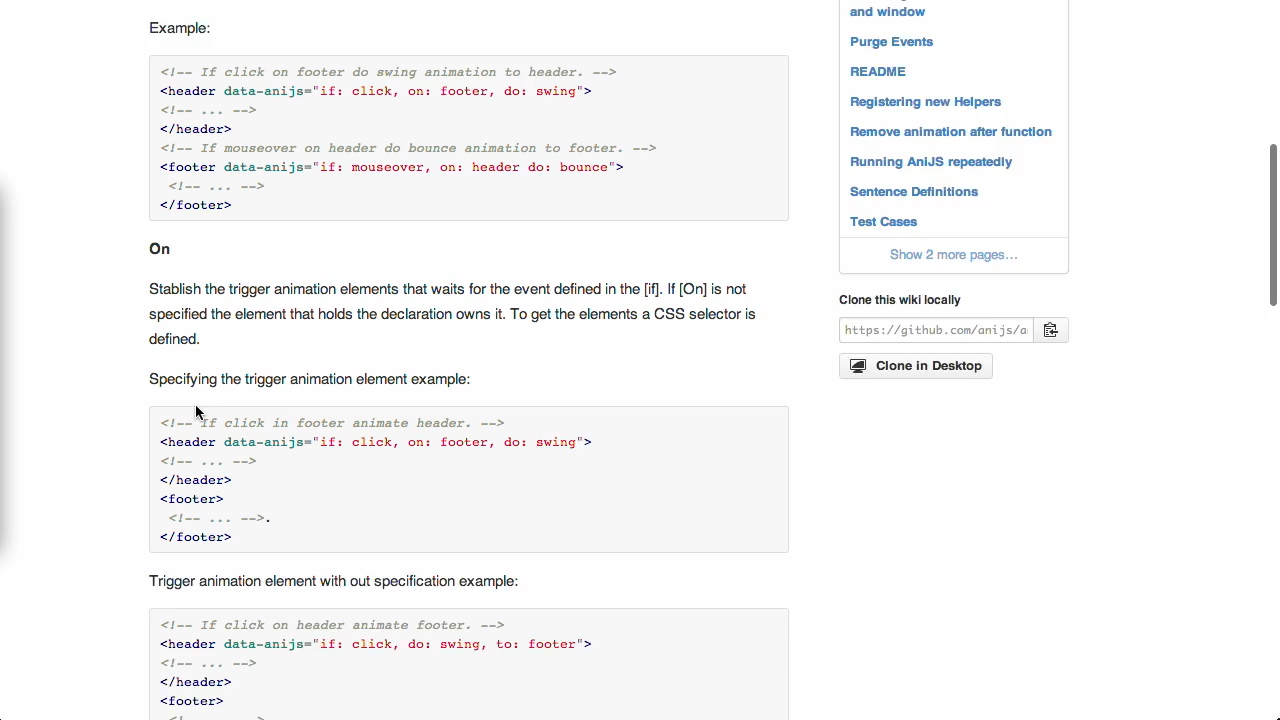 Example:
<!-- If click on footer do swing animation to header. -->
<header data-anijs="if: click, on: footer, do: swing">
<!-- ... -->
</header>
<!-- If mouseover on header do bounce animation to footer. -->
<footer data-anijs="if: mouseover, on: header do: bounce">
<!-- ... -->
</footer>
On
Stablish the trigger animation elements that waits for the event defined in the [if]. If [On] is not
specified the element that holds the declaration owns it. To get the elements a CSS selector is
defined.
Specifying the trigger animation element example:
<!-- If click in footer animate header. -->
<header data-anijs="if: click, on: footer, do: swing">
<!-- ... -->
</header>
<footer>
<!-- ... -->.
</footer>
Trigger animation element with out specification example:
<!-- If click on header animate footer. -->
<header data-anijs="if: click, do: swing, to: footer">
<!-- ... -->
</header>
<footer>
and window
Purge Events
README
Registering new Helpers
Remove animation after function
Running AniJS repeatedly
Sentence Definitions
Test Cases
Show 2 more pages…
Clone this wiki locally
https://github.com/anijs/a
Clone in Desktop